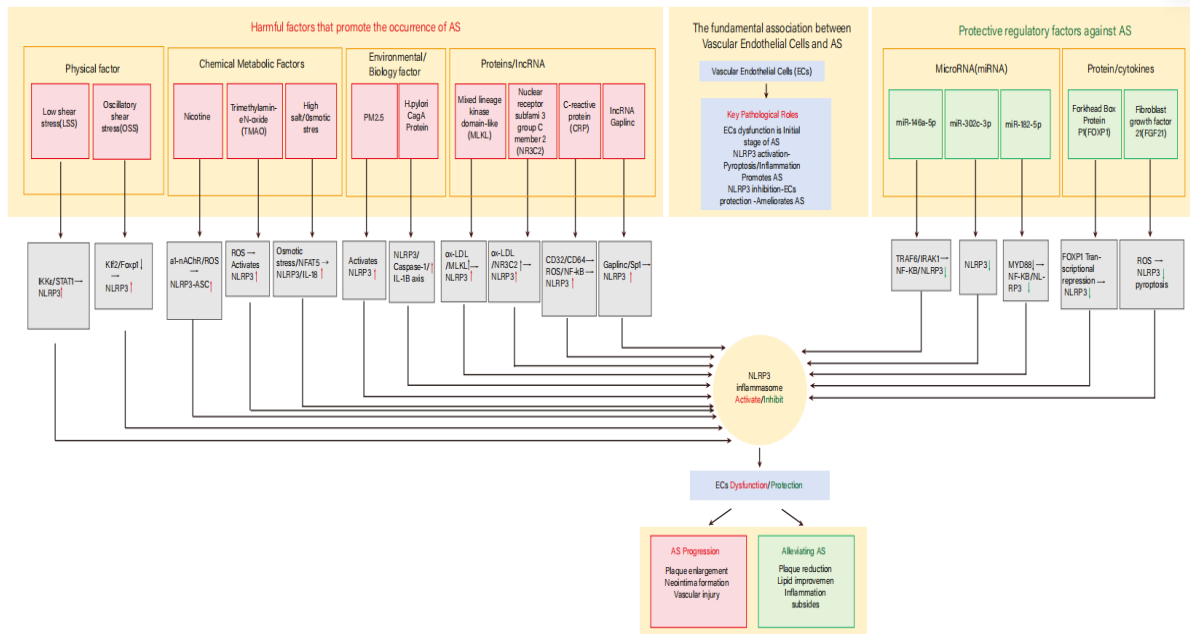 Harmful factors that promote the occurrence of AS
Physical factor
Low shear
stress(LSS)
Oscillatory
shear
stress(OSS)
Chemical Metabolic Factors
Nicotine
Trimethylamin-
eN-oxide
(TMAO)
High
salt/Osmotic
stres
Environmental/
Biology factor
PM2.5
H.pylori
CagA
Protein
Proteins/lncRNA
Mixed lineage
kinase
domain-like
(MLKL)
Nuclear
receptor
subfami 3
group C
member 2
(NR3C2)
C-reactive
protein
(CRP)
lncRNA
Gaplinc
The fundamental association between
Vascular Endothelial Cells and AS
Vascular Endothelial Cells (ECs)
Key Pathological Roles
ECs dysfunction is Initial
stage of AS
NLRP3 activation-
Pyroptosis/Inflammation
Promotes AS
NLRP3 inhibition-ECs
protection -Ameliorates AS
Protective regulatory factors against AS
MicroRNA(miRNA)
miR-146a-5p
miR-302c-3p
miR-182-5p
Protein/cytokines
Forkhead Box
Protein
P1(FOXP1)
Fibroblast
growth factor
21(FGF21)
IKKε/STAT1→
NLRP3↑
Klf2/Foxp1↓
→
NLRP3 ↑
a1-nAChR/ROS
→
NLRP3-ASC↑
ROS →
Activates
NLRP3 ↑
Osmotic
stress/NFAT5→
NLRP3/IL-18 ↑
Activates
NLRP3 ↑
NLRP3/
Caspase-1/↑
IL-1B axis
ox-LDL
/MLKL↑→
NLRP3 ↑
ox-LDL
/NR3C2↑→
NLRP3 ↑
CD32/CD64→
ROS/NF-kB→
NLRP3 ↑
Gaplinc/Sp1→
NLRP3 ↑
TRAF6/IRAK1→
NF-KB/NLRP3↓
NLRP3↓
MYD88↓→
NF-KB/NL-
RP3 ↓
FOXP1 Tran-
scriptional
repression →
NLRP3↓
ROS →
NLRP3 ↓
pyroptosis
NLRP3
inflammasome
Activate/Inhibit
ECs Dysfunction/Protection
AS Progression
Plaque enlargement
Neointima formation
Vascular injury
Alleviating AS
Plaque reduction
Lipid improvemen
Inflammation
subsides